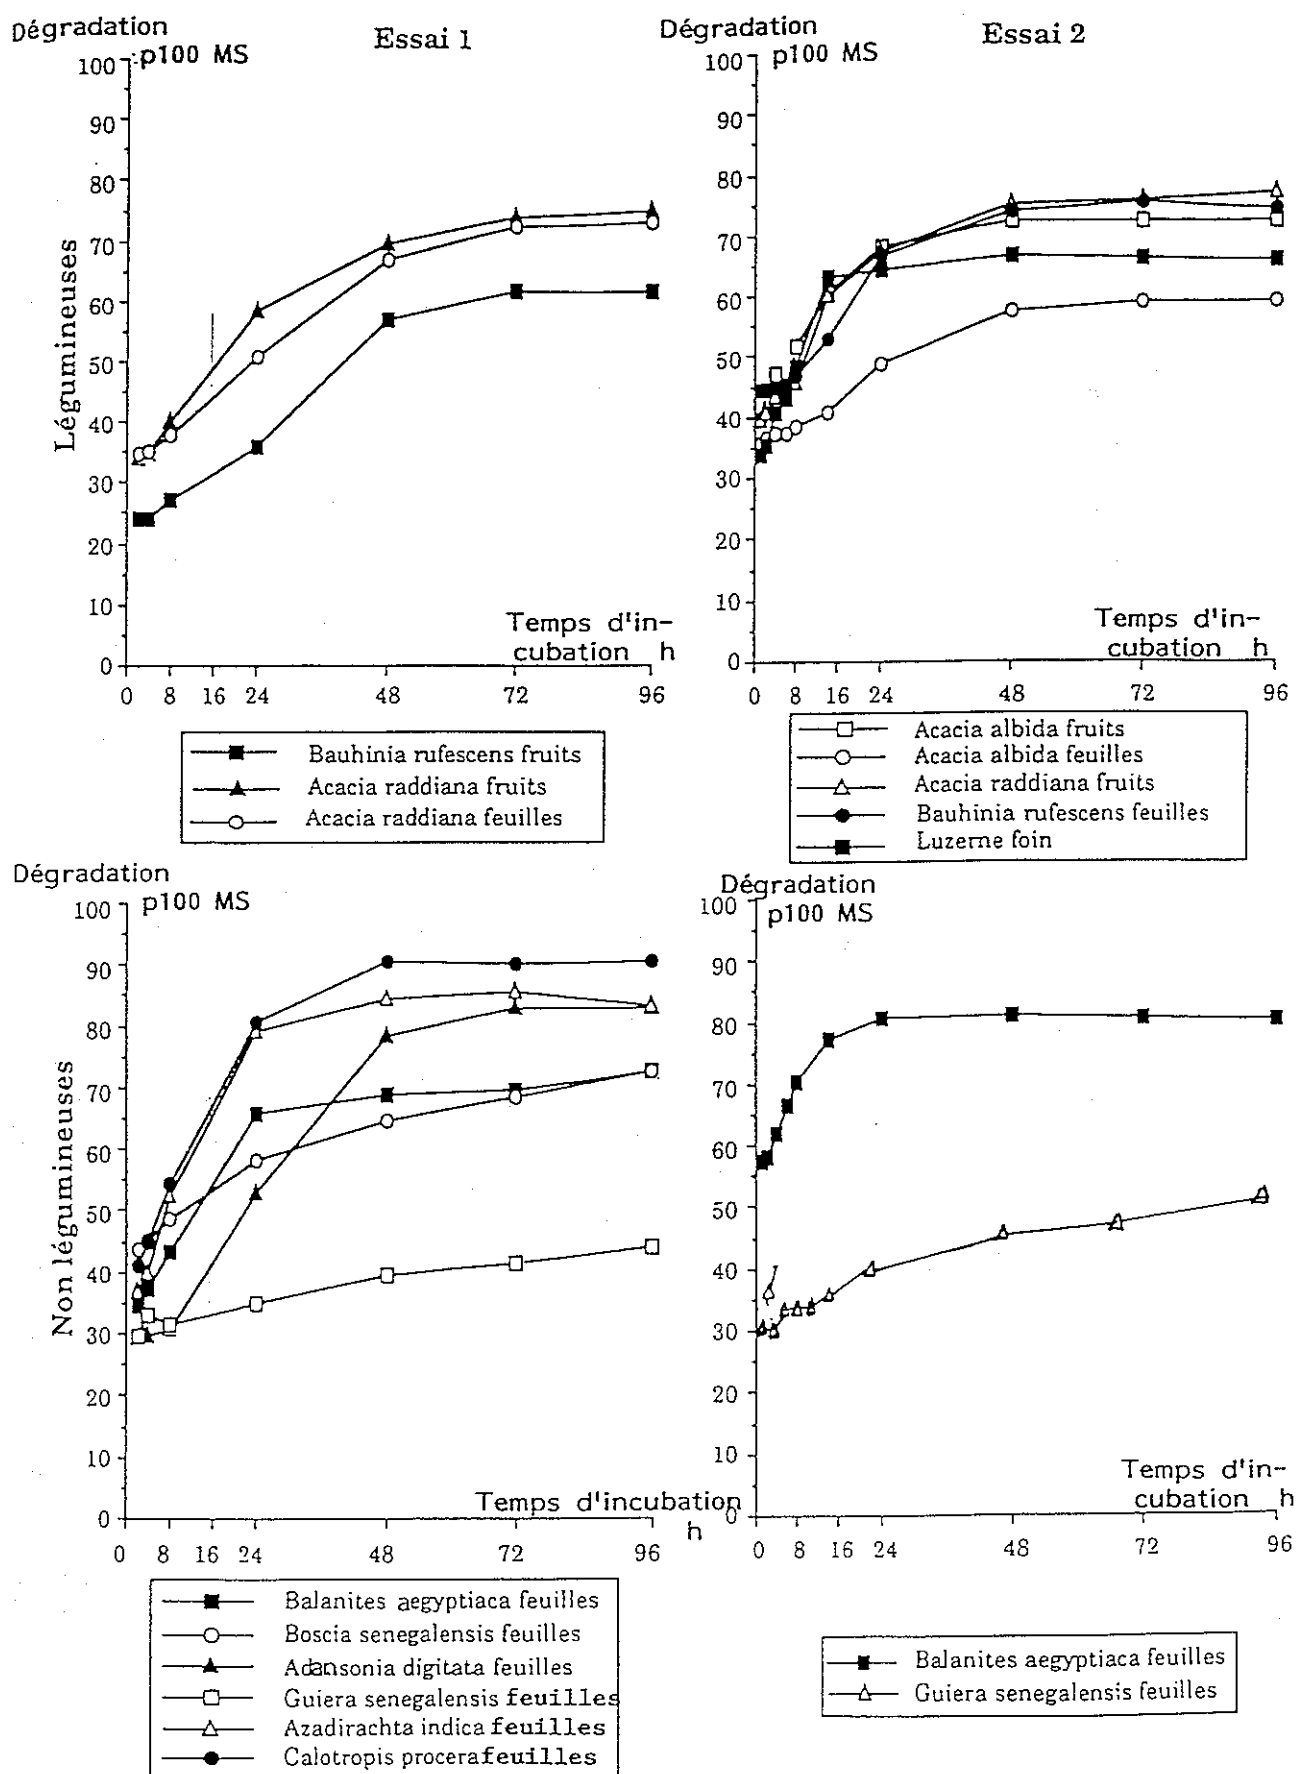 Dégradation
p100 MS
Essai 1
100
90
80
70
60
50
40
30
20
10
0
Légumineuses
Temps d'in-
cubation h
0 8 16 24 48 72 96
Bauhinia rufescens fruits
Acacia raddiana fruits
Acacia raddiana feuilles
Dégradation
p100 MS
Essai 2
100
90
80
70
60
50
40
30
20
10
0
Temps d'in-
cubation h
0 8 16 24 48 72 96
Acacia albida fruits
Acacia albida feuilles
Acacia raddiana fruits
Bauhinia rufescens feuilles
Luzerne foin
Dégradation
p100 MS
100
90
80
70
60
50
40
30
20
10
0
Non légumineuses
Temps d'incubation
h
0 8 16 24 48 72 96
Balanites aegyptiaca feuilles
Boscia senegalensis feuilles
Adansonia digitata feuilles
Guiera senegalensis feuilles
Azadirachta indica feuilles
Calotropis procera feuilles
Dégradation
p100 MS
100
90
80
70
60
50
40
30
20
10
0
Temps d'in-
cubation h
0 8 16 24 48 72 96
Balanites aegyptiaca feuilles
Guiera senegalensis feuilles